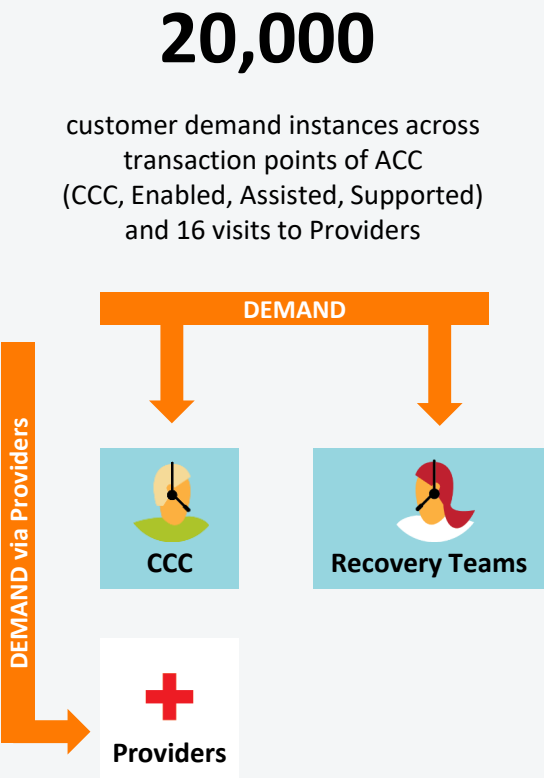 20,000
customer demand instances across
transaction points of ACC
(CCC, Enabled, Assisted, Supported)
and 16 visits to Providers
DEMAND
DEMAND via Providers
CCC
Recovery Teams
Providers